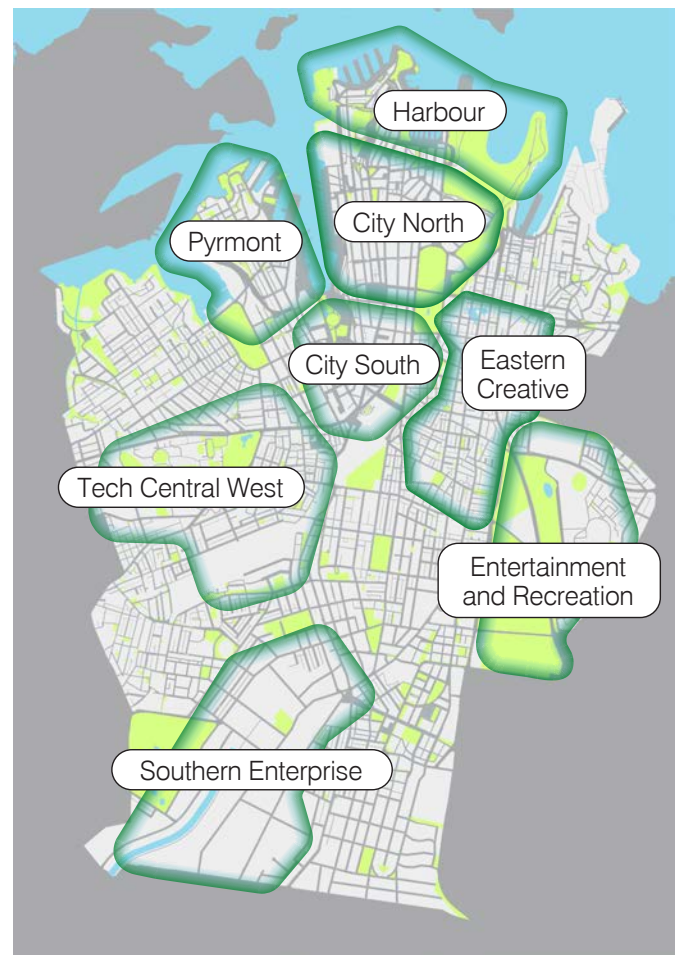 Harbour
City North
Pyrmont
City South
Eastern
Creative
Tech Central West
Entertainment
and Recreation
Southern Enterprise